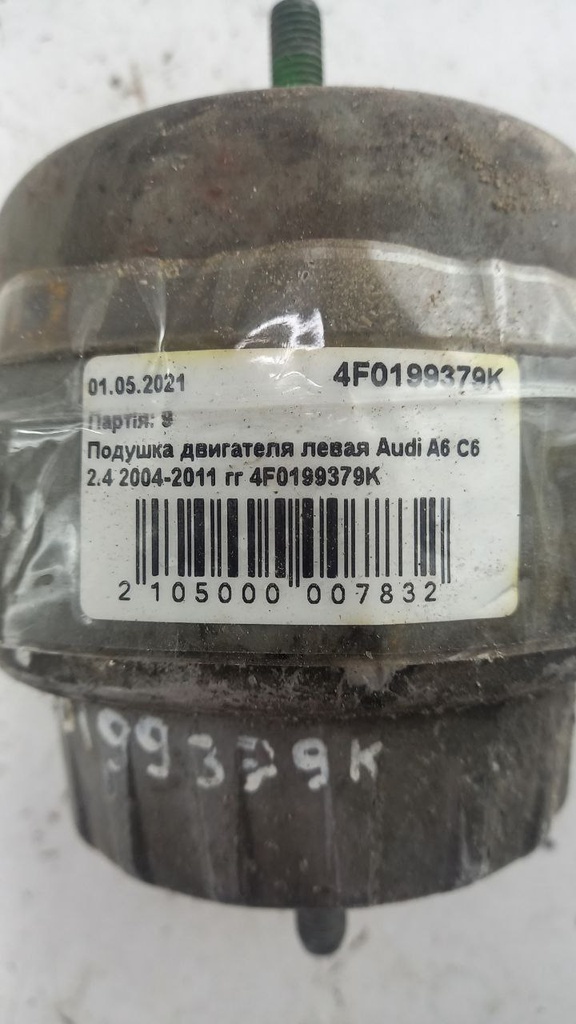 01.05.2021 4F0199379K
Партія: 9
Подушка двигателя левая Audi A6 C6
2.4 2004-2011 гг 4F0199379K
2 105000 007832
199379K